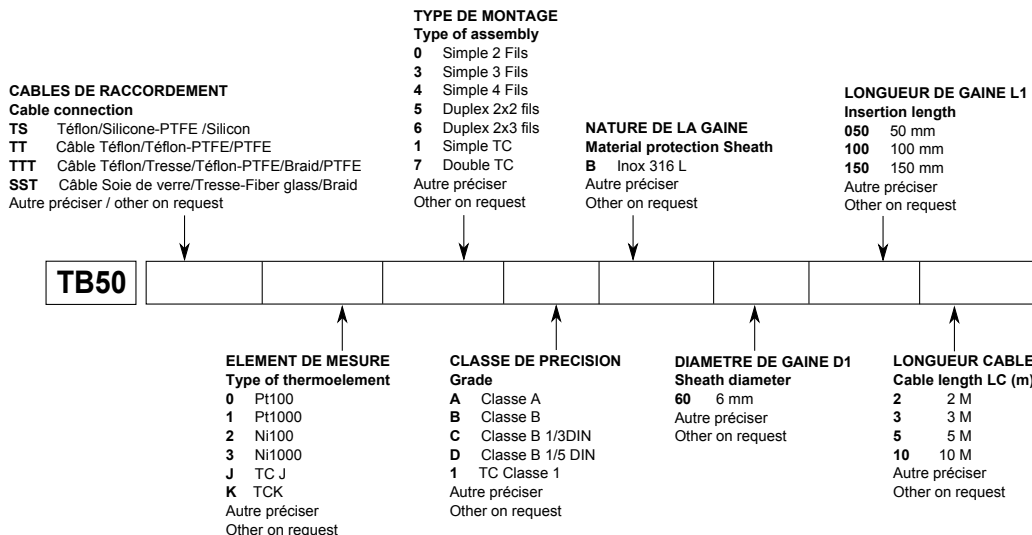 CABLES DE RACCORDEMENT
Cable connection
TS Téflon/Silicone-PTFE /Silicon
TT Câble Téflon/Téflon-PTFE/PTFE
TTT Câble Téflon/Tresse/Téflon-PTFE/Braid/PTFE
SST Câble Soie de verre/Tresse-Fiber glass/Braid
Autre préciser / other on request
TYPE DE MONTAGE
Type of assembly
0 Simple 2 Fils
3 Simple 3 Fils
4 Simple 4 Fils
5 Duplex 2x2 fils
6 Duplex 2x3 fils
1 Simple TC
7 Double TC
Autre préciser
Other on request
NATURE DE LA GAINE
Material protection Sheath
B Inox 316 L
Autre préciser
Other on request
LONGUEUR DE GAINE L1
Insertion length
050 50 mm
100 100 mm
150 150 mm
Autre préciser
Other on request
TB50
ELEMENT DE MESURE
Type of thermoelement
0 Pt100
1 Pt1000
2 Ni100
3 Ni1000
J TC J
K TCK
Autre préciser
Other on request
CLASSE DE PRECISION
Grade
A Classe A
B Classe B
C Classe B 1/3DIN
D Classe B 1/5 DIN
1 TC Classe 1
Autre préciser
Other on request
DIAMETRE DE GAINE D1
Sheath diameter
60 6 mm
Autre préciser
Other on request
LONGUEUR CABLE
Cable length LC (m)
2 2 M
3 3 M
5 5 M
10 10 M
Autre préciser
Other on request